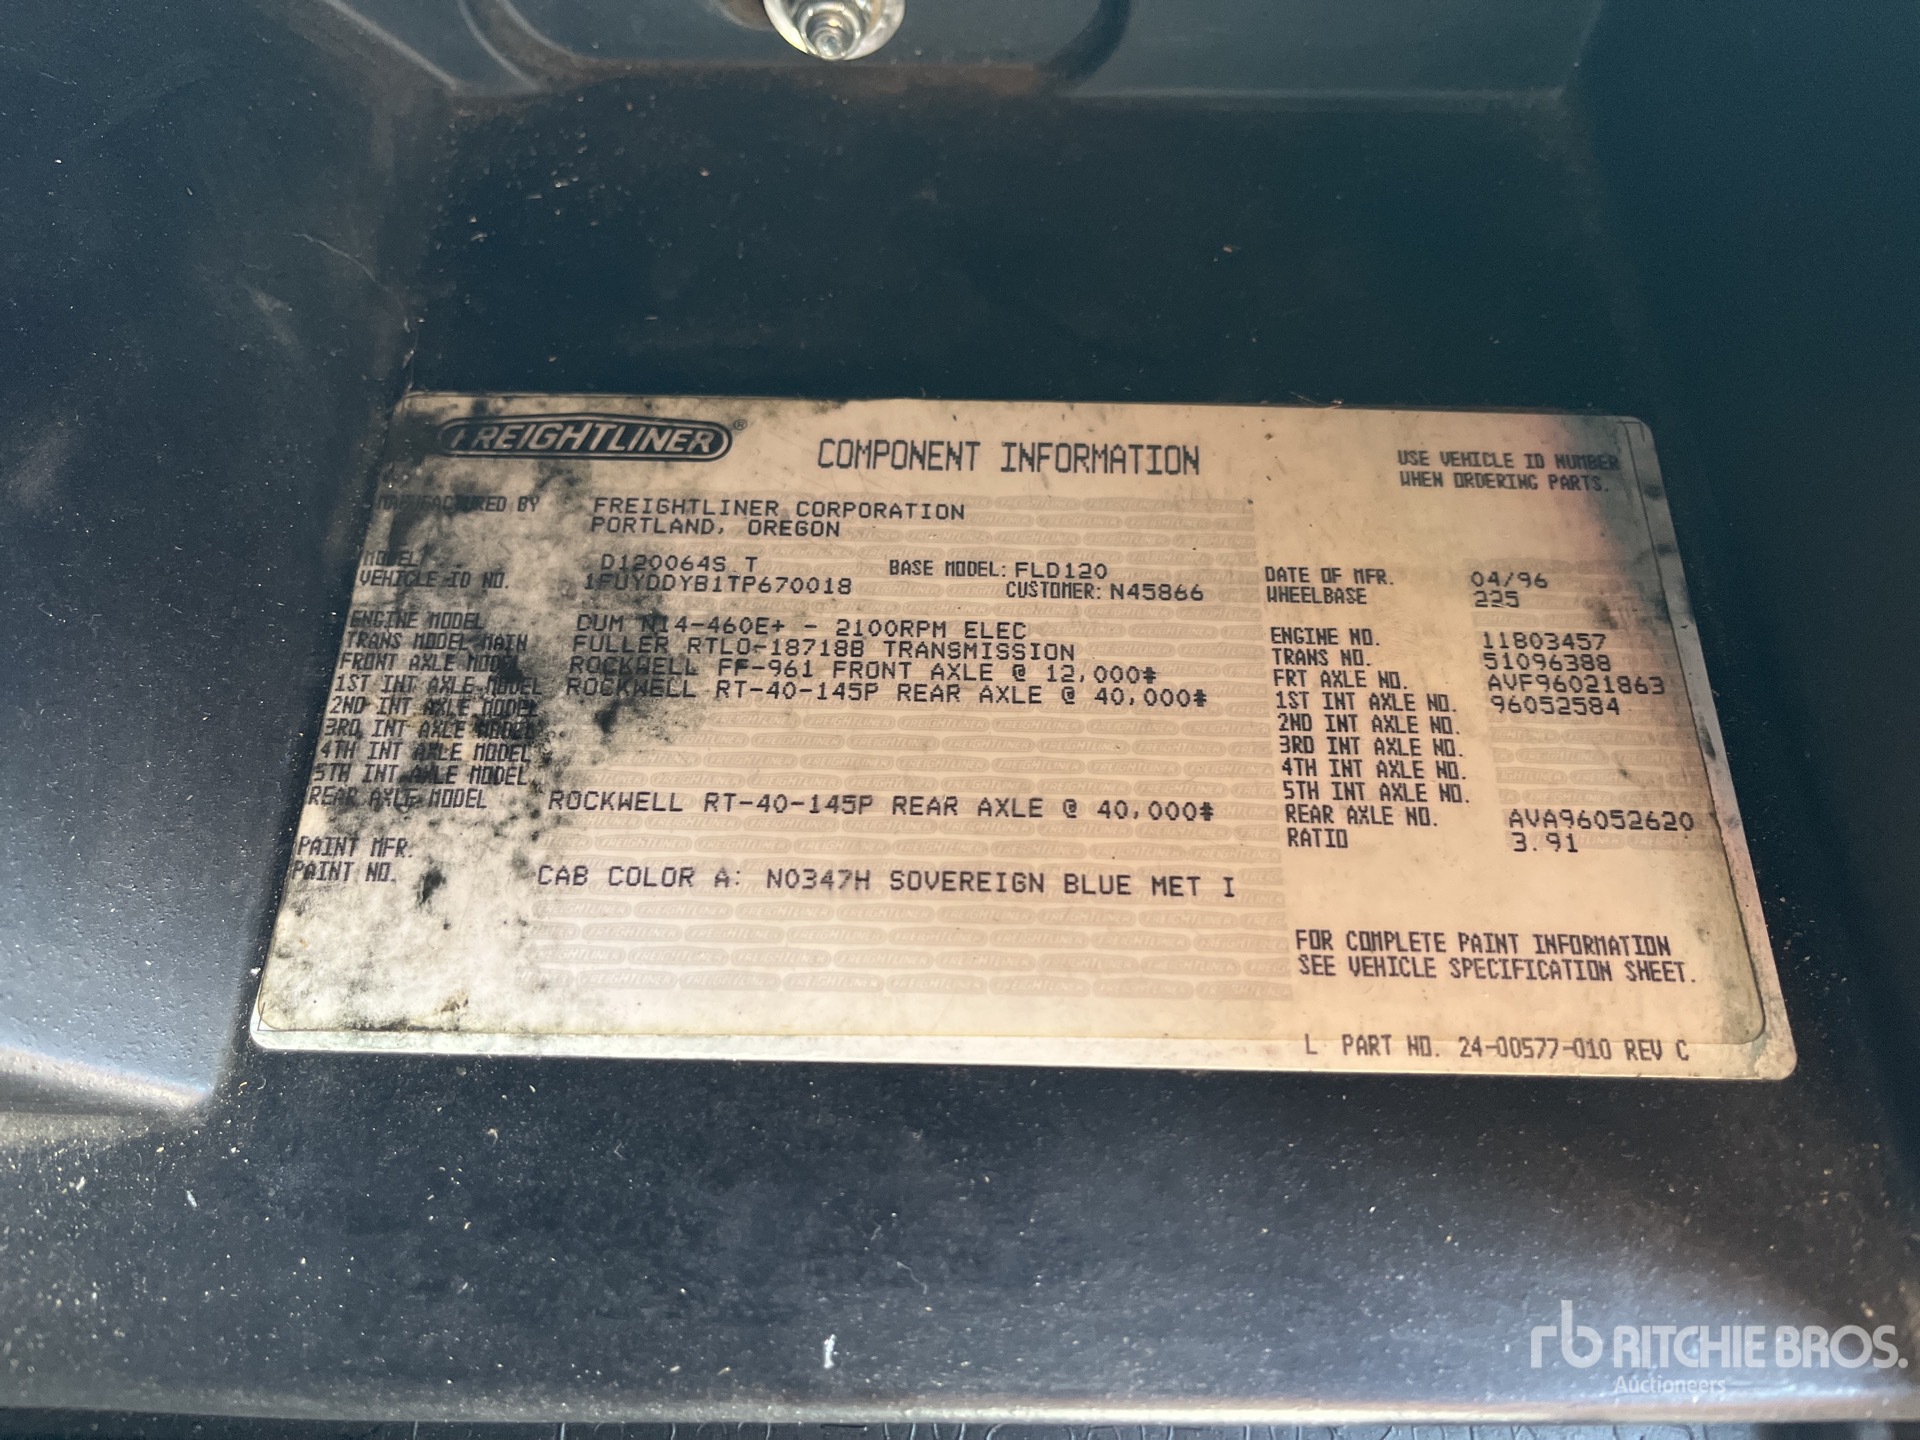 FREIGHTLINER®
COMPONENT INFORMATION
USE VEHICLE ID NUMBER
WHEN ORDERING PARTS.
MANUFACTURED BY FREIGHTLINER CORPORATION
PORTLAND, OREGON
MODEL D120064S T BASE MODEL: FLD120
VEHICLE ID NO. 1FUYDDYB1TP670018 CUSTOMER: N45866
DATE OF MFR. 04/96
WHEELBASE 225
ENGINE MODEL DUM N14-460E+ - 2100RPM ELEC
TRANS MODEL MAIN FULLER RTLO-18718B TRANSMISSION
FRONT AXLE MODEL ROCKWELL FF-961 FRONT AXLE @ 12,000#
1ST INT AXLE MODEL ROCKWELL RT-40-145P REAR AXLE @ 40,000#
2ND INT AXLE MODEL
3RD INT AXLE MODEL
4TH INT AXLE MODEL
5TH INT AXLE MODEL
REAR AXLE MODEL ROCKWELL RT-40-145P REAR AXLE @ 40,000#
ENGINE NO. 11803457
TRANS NO. 51096388
FRT AXLE NO. AVF96021863
1ST INT AXLE NO. 96052584
2ND INT AXLE NO.
3RD INT AXLE NO.
4TH INT AXLE NO.
5TH INT AXLE NO.
REAR AXLE NO. AVA96052620
RATIO 3.91
PAINT MFR.
PAINT NO. CAB COLOR A: N0347H SOVEREIGN BLUE MET I
FOR COMPLETE PAINT INFORMATION
SEE VEHICLE SPECIFICATION SHEET.
L PART NO. 24-00577-010 REV C
rb RITCHIE BROS.
Auctioneers